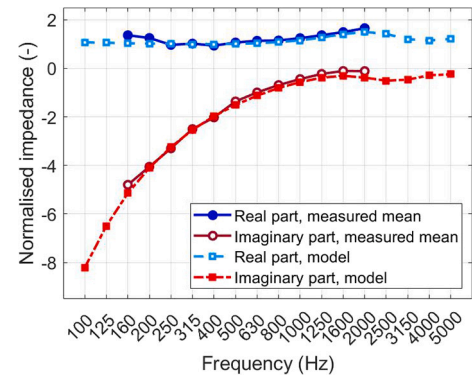 Normalised impedance (-)
2
0
-2
-4
-6
-8
Real part, measured mean
Imaginary part, measured mean
Real part, model
Imaginary part, model
100 125 160 200 250 315 400 500 630 800 1000 1250 1600 2000 2500 3150 4000 5000
Frequency (Hz)